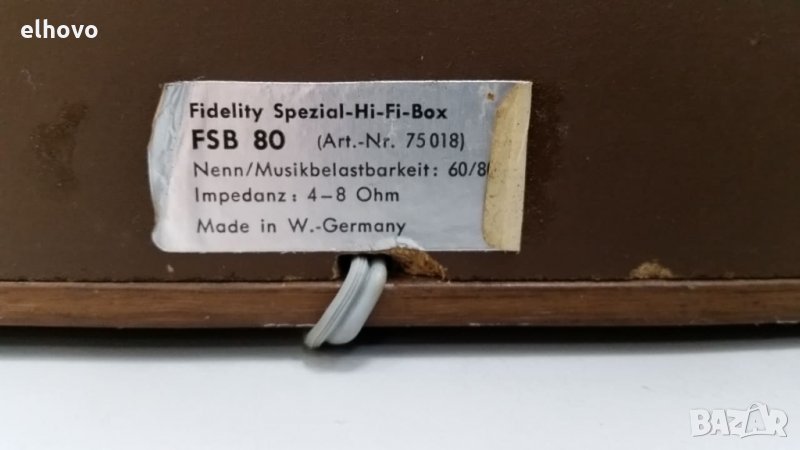 elhovo
Fidelity Spezial-Hi-Fi-Box
FSB 80 (Art.-Nr. 75018)
Nenn/Musikbelastbarkeit: 60/8
Impedanz: 4–8 Ohm
Made in W.-Germany
BAZAR